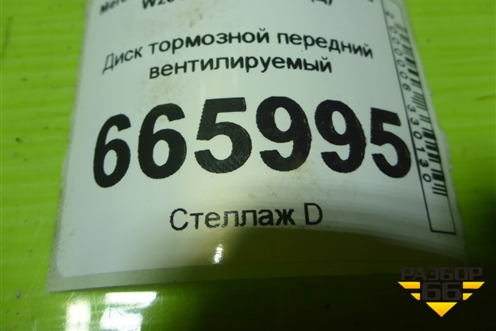 Диск тормозной передний
вентилируемый
665995
Стеллаж D
РАЗБОР
66